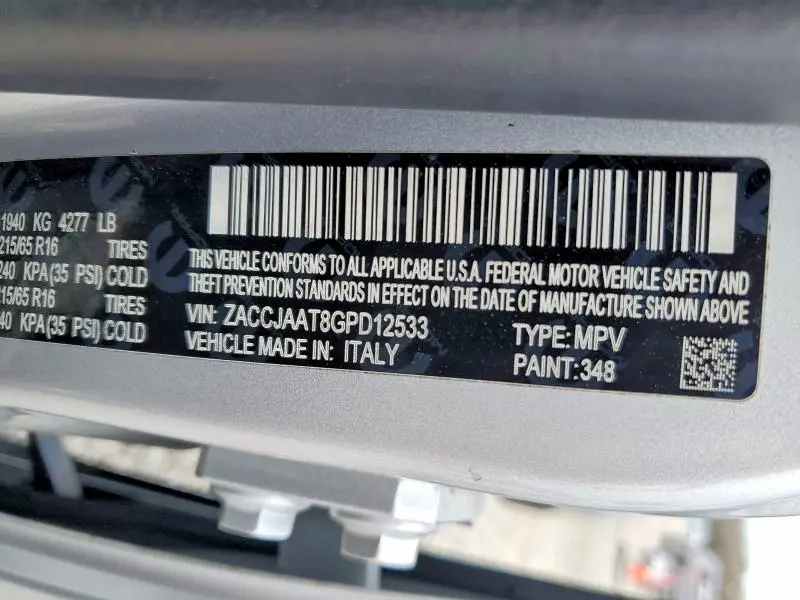 1940 KG 4277 LB
215/65 R16 TIRES
240 KPA (35 PSI) COLD
215/65 R16 TIRES
240 KPA (35 PSI) COLD
THIS VEHICLE CONFORMS TO ALL APPLICABLE U.S.A. FEDERAL MOTOR VEHICLE SAFETY AND
THEFT PREVENTION STANDARDS IN EFFECT ON THE DATE OF MANUFACTURE SHOWN ABOVE
VIN: ZACCJAAT8GPD12533 TYPE: MPV
VEHICLE MADE IN: ITALY PAINT: 348